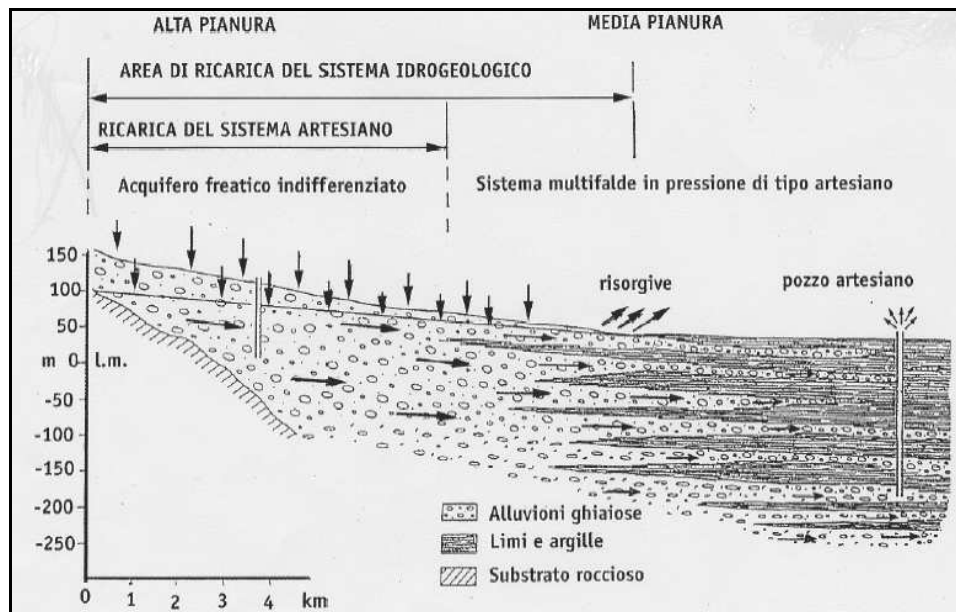 ALTA PIANURA
MEDIA PIANURA
AREA DI RICARICA DEL SISTEMA IDROGEOLOGICO
RICARICA DEL SISTEMA ARTESIANO
Acquifero freatico indifferenziato
Sistema multifalde in pressione di tipo artesiano
risorgive
pozzo artesiano
150
100
50
m 0 l.m.
-50
-100
-150
-200
-250
Alluvioni ghiaiose
Limi e argille
Substrato roccioso
0 1 2 3 4 km